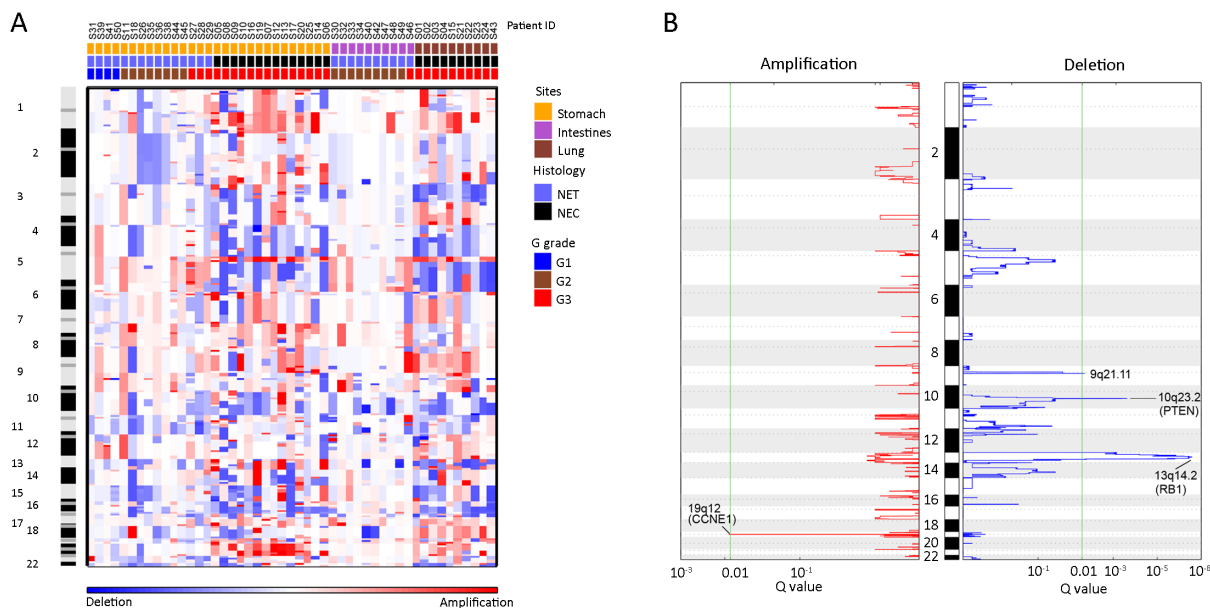 A
S31 S39 S41 S50 S11 S18 S26 S35 S36 S38 S44 S45 S27 S28 S29 S05 S08 S09 S10 S16 S19 S07 S12 S13 S17 S20 S25 S14 S06 S30 S32 S33 S34 S40 S42 S47 S48 S49 S46 S01 S02 S03 S04 S15 S21 S22 S23 S24 S43
Patient ID
1
2
3
4
5
6
7
8
9
10
11
12
13
14
15
16
17
18
22
Deletion
Amplification
Sites
Stomach
Intestines
Lung
Histology
NET
NEC
G grade
G1
G2
G3
B
Amplification
19q12
(CCNE1)
10-3
0.01
10-1
Q value
Deletion
2
4
6
8
10
12
14
16
18
20
22
9q21.11
10q23.2
(PTEN)
13q14.2
(RB1)
10-1
0.01
10-3
10-5
10-8
Q value